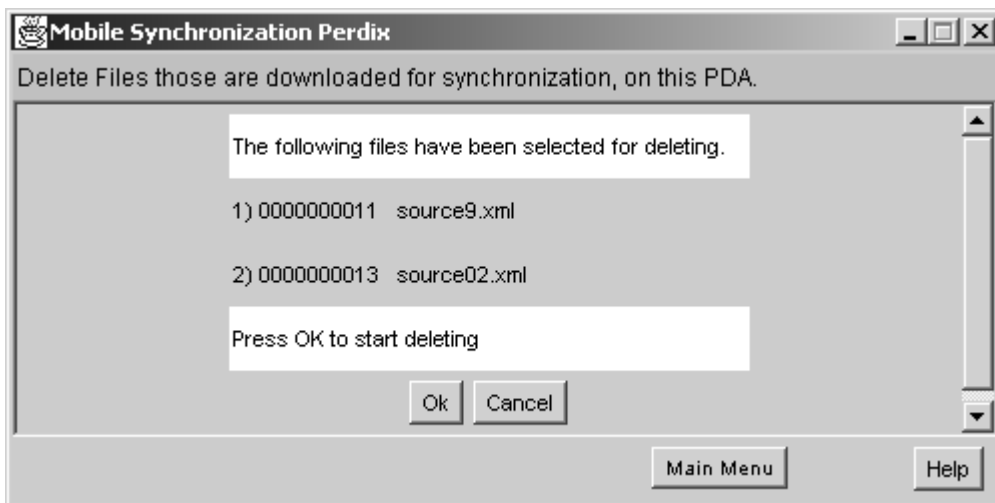 Mobile Synchronization Perdix
Delete Files those are downloaded for synchronization, on this PDA.
The following files have been selected for deleting.
1) 0000000011 source9.xml
2) 0000000013 source02.xml
Press OK to start deleting
Ok Cancel
Main Menu Help